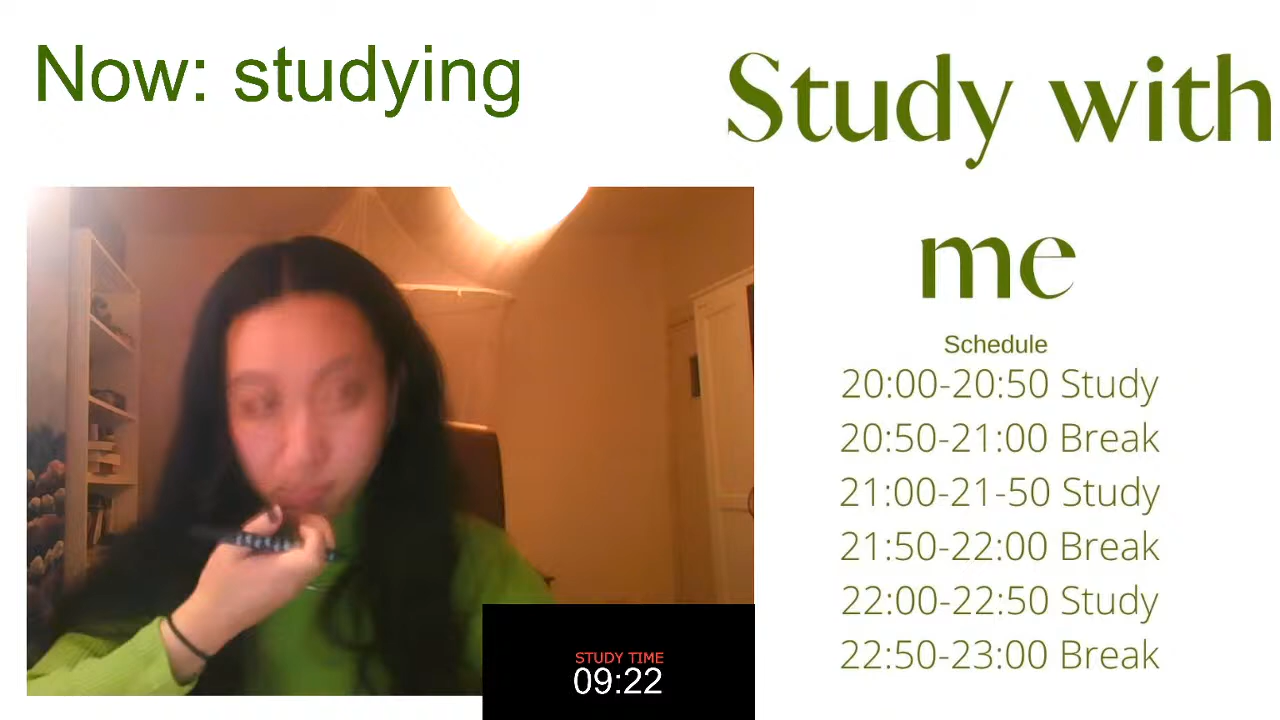 Now: studying
Study with
me
Schedule
20:00-20:50 Study
20:50-21:00 Break
21:00-21-50 Study
21:50-22:00 Break
22:00-22:50 Study
22:50-23:00 Break
STUDY TIME
09:22